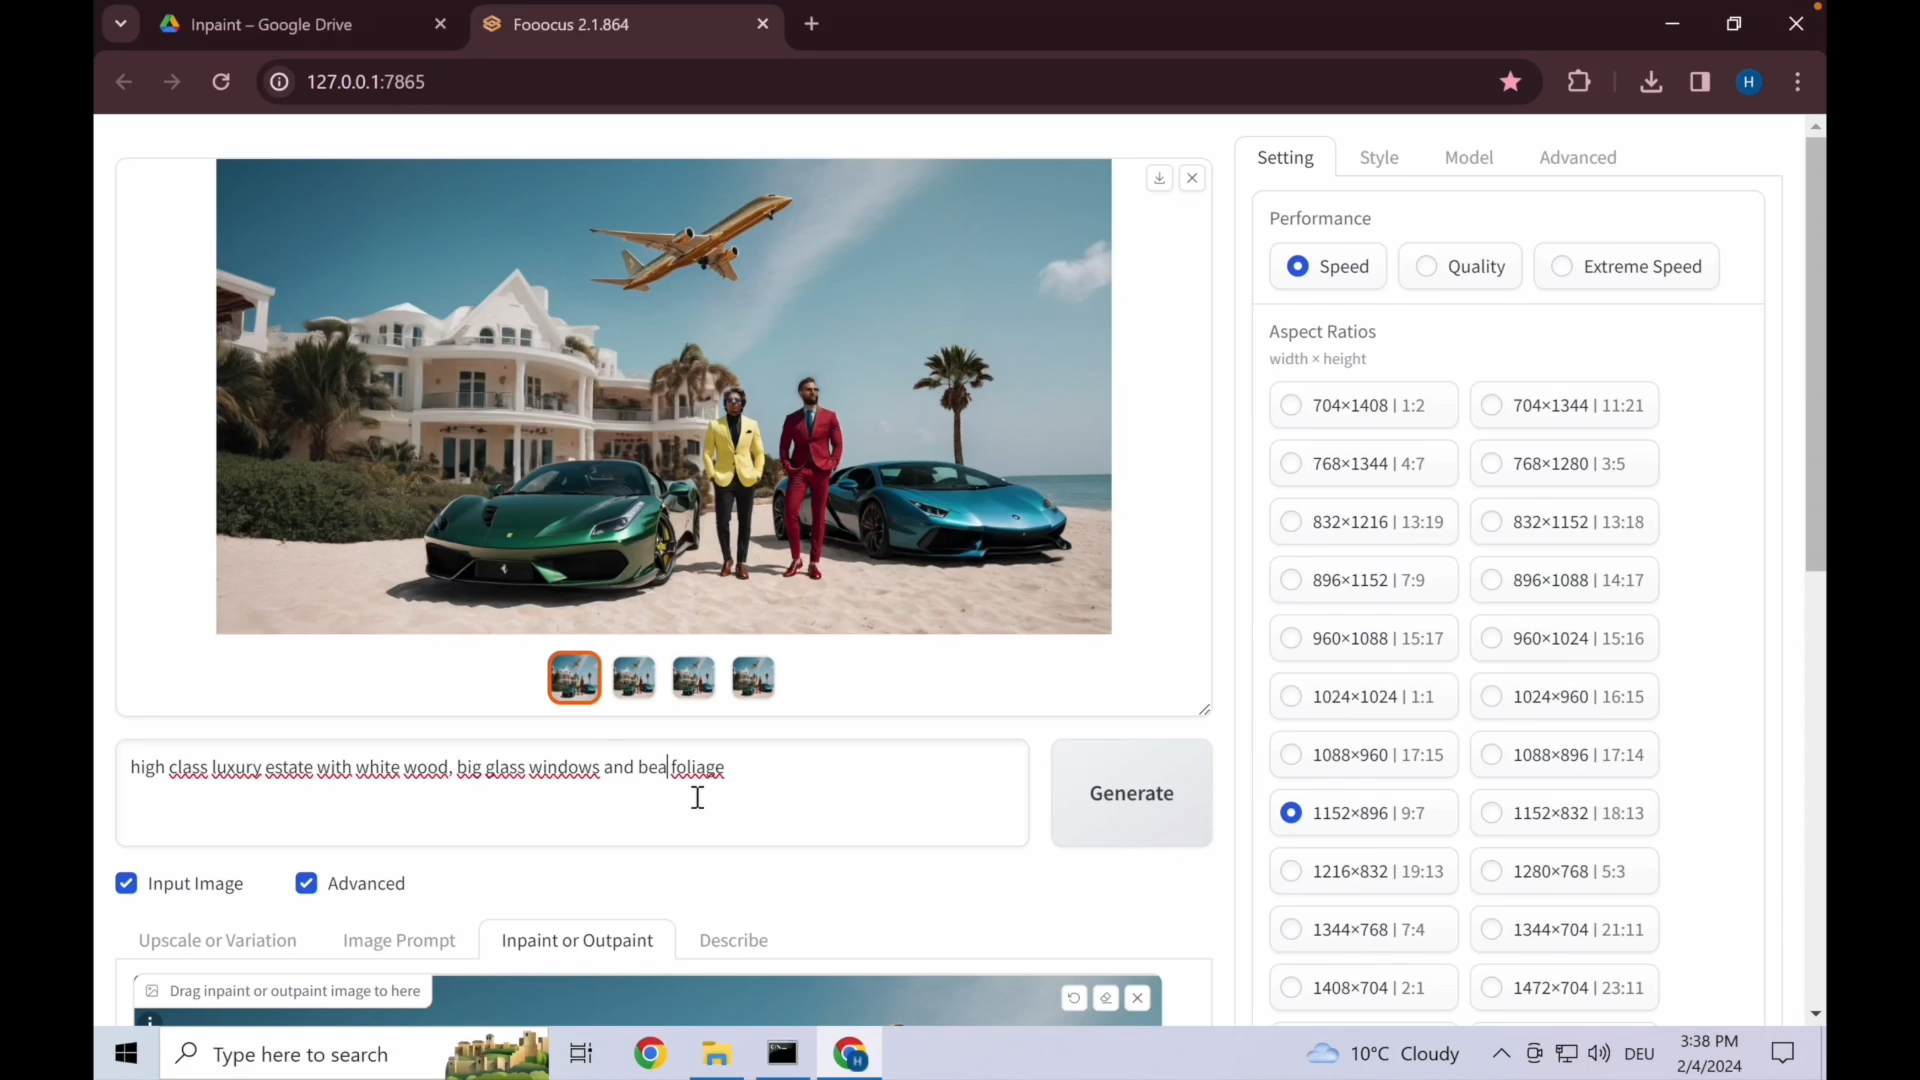 Inpaint – Google Drive
Fooocus 2.1.864
127.0.0.1:7865
H
Setting Style Model Advanced
Performance
Speed Quality Extreme Speed
Aspect Ratios
width × height
704×1408 | 1:2 704×1344 | 11:21
768×1344 | 4:7 768×1280 | 3:5
832×1216 | 13:19 832×1152 | 13:18
896×1152 | 7:9 896×1088 | 14:17
960×1088 | 15:17 960×1024 | 15:16
1024×1024 | 1:1 1024×960 | 16:15
1088×960 | 17:15 1088×896 | 17:14
1152×896 | 9:7 1152×832 | 18:13
1216×832 | 19:13 1280×768 | 5:3
1344×768 | 7:4 1344×704 | 21:11
1408×704 | 2:1 1472×704 | 23:11
high class luxury estate with white wood, big glass windows and bea foliage
Generate
Input Image Advanced
Upscale or Variation Image Prompt Inpaint or Outpaint Describe
Drag inpaint or outpaint image to here
Type here to search
10°C Cloudy
DEU
3:38 PM
2/4/2024